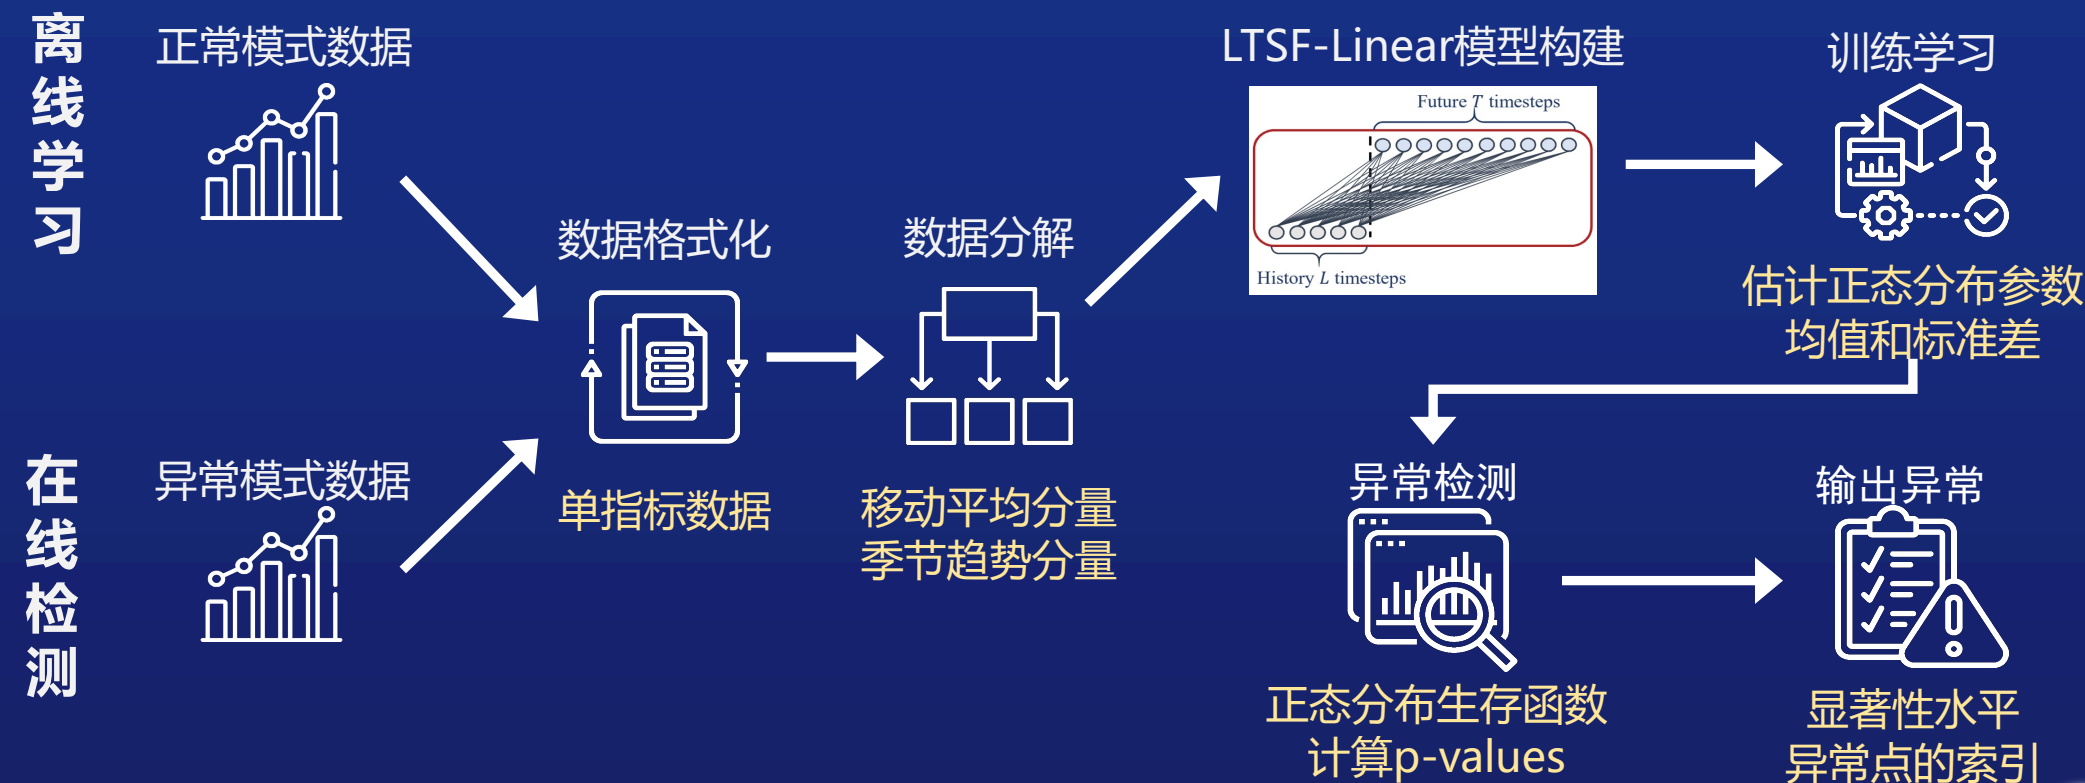 离线学习
正常模式数据
LTSF-Linear模型构建
训练学习
Future T timesteps
History L timesteps
数据格式化
数据分解
估计正态分布参数
均值和标准差
在线检测
异常模式数据
单指标数据
移动平均分量
季节趋势分量
异常检测
输出异常
正态分布生存函数
计算p-values
显著性水平
异常点的索引